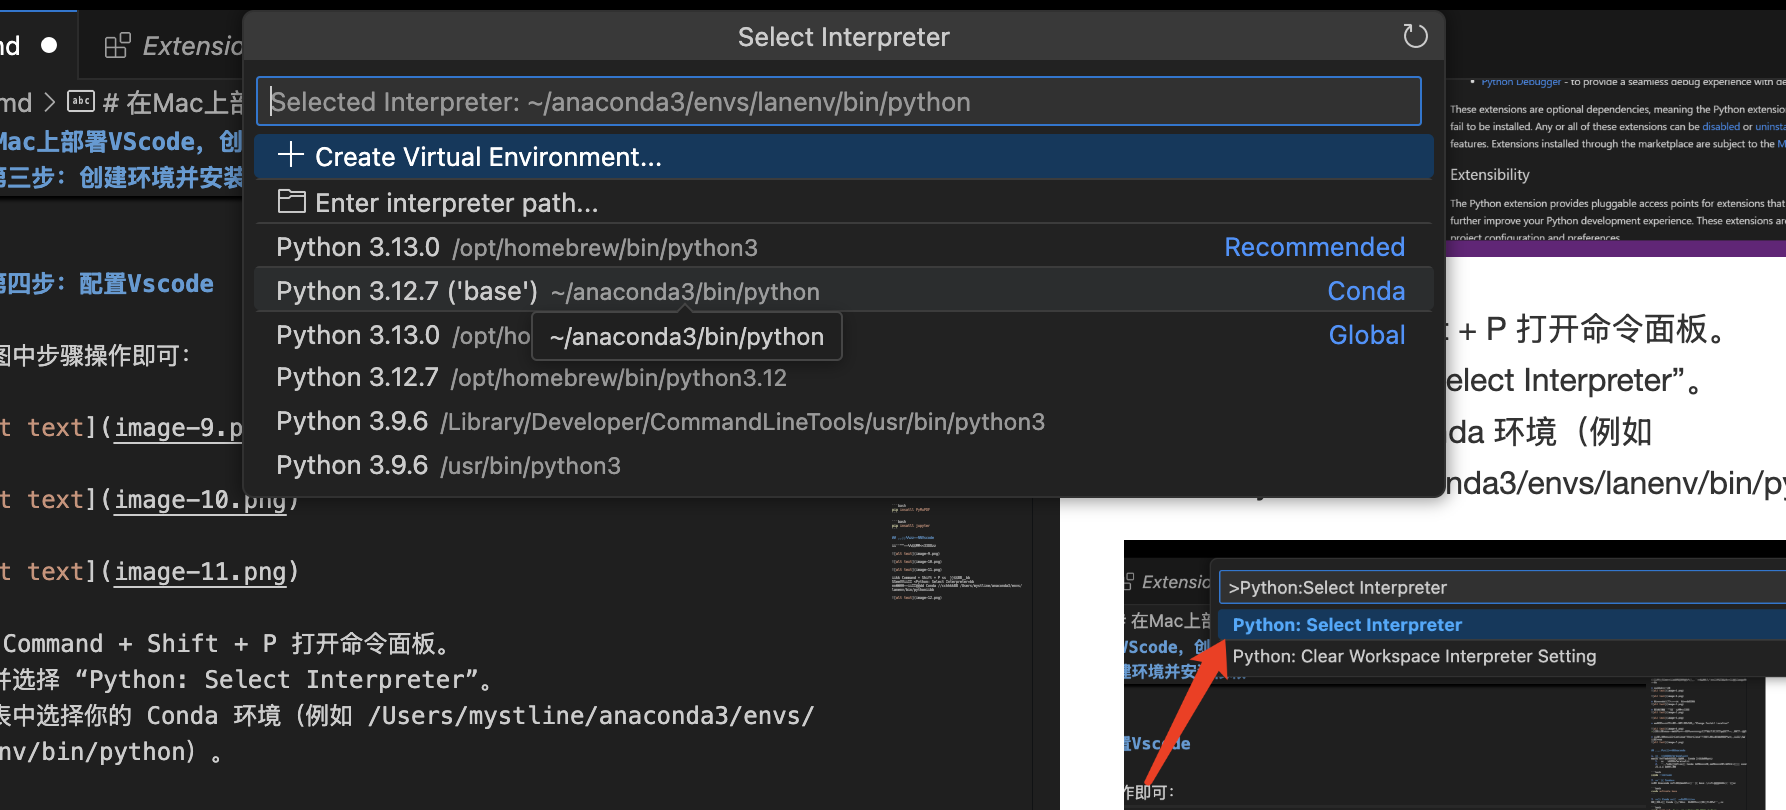 Select Interpreter
Selected Interpreter: ~/anaconda3/envs/lanenv/bin/python
Create Virtual Environment...
Enter interpreter path...
Python 3.13.0 /opt/homebrew/bin/python3 Recommended
Python 3.12.7 ('base') ~/anaconda3/bin/python Conda
Python 3.13.0 /opt/ho Global
~/anaconda3/bin/python
Python 3.12.7 /opt/homebrew/bin/python3.12
Python 3.9.6 /Library/Developer/CommandLineTools/usr/bin/python3
Python 3.9.6 /usr/bin/python3
nd
Extensio
md > abc # 在Mac上部
Mac上部署VScode，创
第三步：创建环境并安装
第四步：配置Vscode
图中步骤操作即可：
t text](image-9.p
t text](image-10.png)
t text](image-11.png)
Command + Shift + P 打开命令面板。
并选择 “Python: Select Interpreter”。
表中选择你的 Conda 环境（例如 /Users/mystline/anaconda3/envs/
env/bin/python）。
Python Debugger - to provide a seamless debug experience with de
These extensions are optional dependencies, meaning the Python extensio
fail to be installed. Any or all of these extensions can be disabled or uninsta
features. Extensions installed through the marketplace are subject to the M
Extensibility
The Python extension provides pluggable access points for extensions that
further improve your Python development experience. These extensions are
project configuration and preferences.
t + P 打开命令面板。
elect Interpreter”。
da 环境（例如
nda3/envs/lanenv/bin/py
Extensio
>Python:Select Interpreter
# 在Mac上部
Python: Select Interpreter
VScode，创
Python: Clear Workspace Interpreter Setting
建环境并安装
置Vscode
作即可：